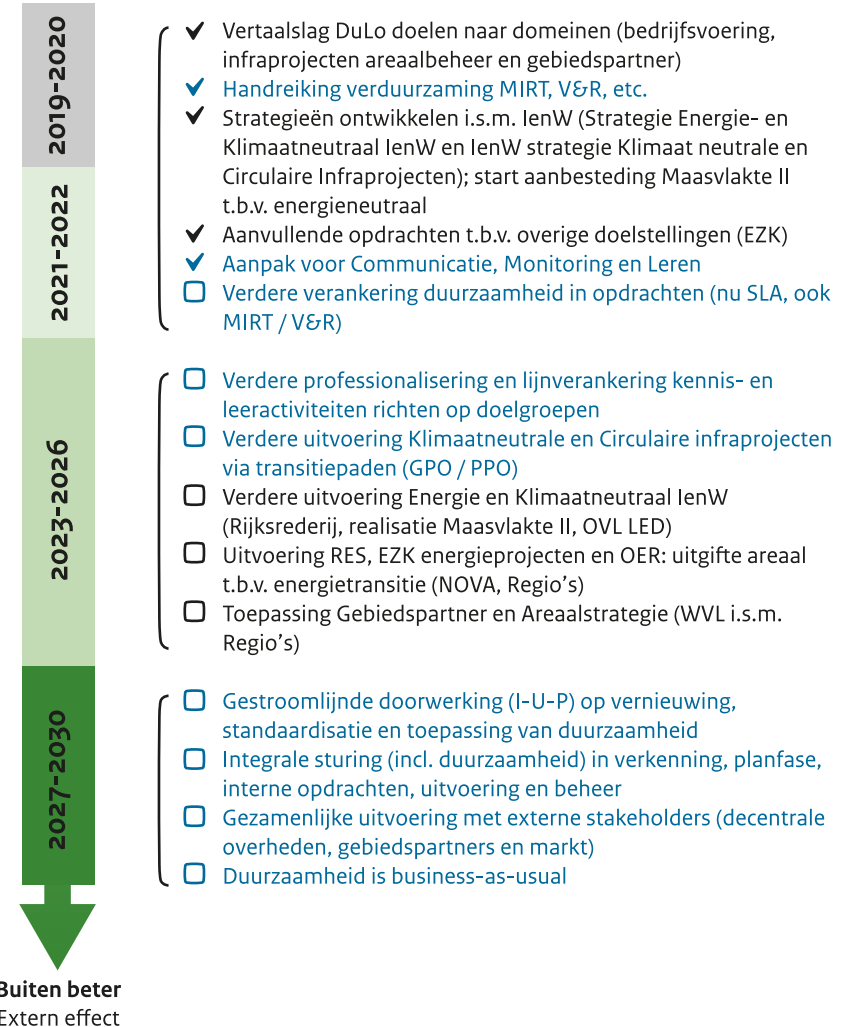 2019-2020
Vertaalslag DuLo doelen naar domeinen (bedrijfsvoering,
infraprojecten areaalbeheer en gebiedspartner)
Handreiking verduurzaming MIRT, V&R, etc.
Strategieën ontwikkelen i.s.m. IenW (Strategie Energie- en
Klimaatneutraal IenW en IenW strategie Klimaat neutrale en
Circulaire Infraprojecten); start aanbesteding Maasvlakte II
t.b.v. energieneutraal
2021-2022
Aanvullende opdrachten t.b.v. overige doelstellingen (EZK)
Aanpak voor Communicatie, Monitoring en Leren
Verdere verankering duurzaamheid in opdrachten (nu SLA, ook
MIRT / V&R)
2023-2026
Verdere professionalisering en lijnverankering kennis- en
leeractiviteiten richten op doelgroepen
Verdere uitvoering Klimaatneutrale en Circulaire infraprojecten
via transitiepaden (GPO / PPO)
Verdere uitvoering Energie en Klimaatneutraal IenW
(Rijksrederij, realisatie Maasvlakte II, OVL LED)
Uitvoering RES, EZK energieprojecten en OER: uitgifte areaal
t.b.v. energietransitie (NOVA, Regio's)
Toepassing Gebiedspartner en Areaalstrategie (WVL i.s.m.
Regio's)
2027-2030
Gestroomlijnde doorwerking (I-U-P) op vernieuwing,
standaardisatie en toepassing van duurzaamheid
Integrale sturing (incl. duurzaamheid) in verkenning, planfase,
interne opdrachten, uitvoering en beheer
Gezamenlijke uitvoering met externe stakeholders (decentrale
overheden, gebiedspartners en markt)
Duurzaamheid is business-as-usual
Buiten beter
Extern effect